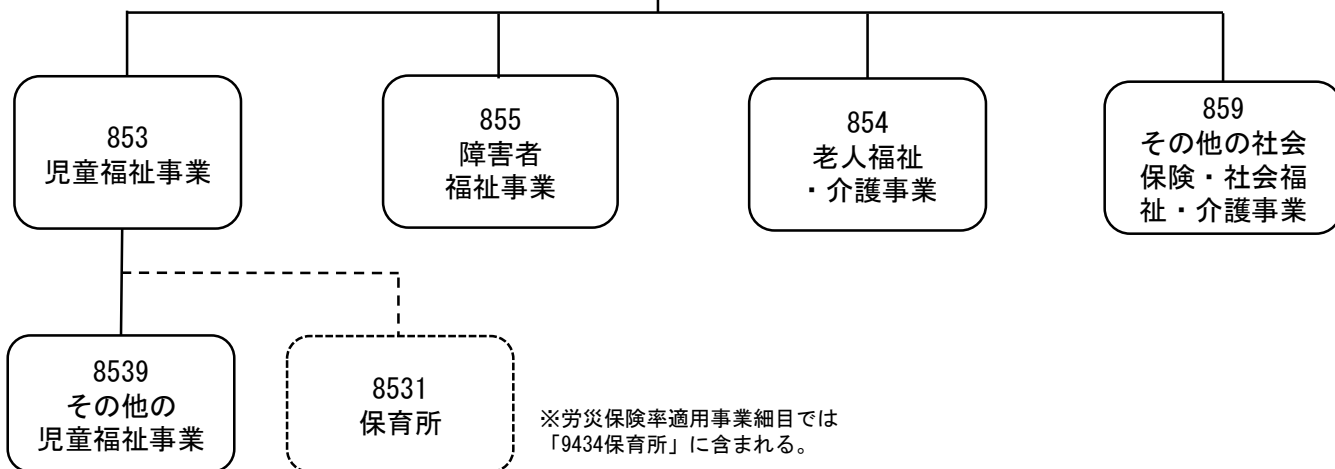 853
児童福祉事業
855
障害者
福祉事業
854
老人福祉
・介護事業
859
その他の社会
保険・社会福
祉・介護事業
8539
その他の
児童福祉事業
8531
保育所
※労災保険率適用事業細目では
「9434保育所」に含まれる。